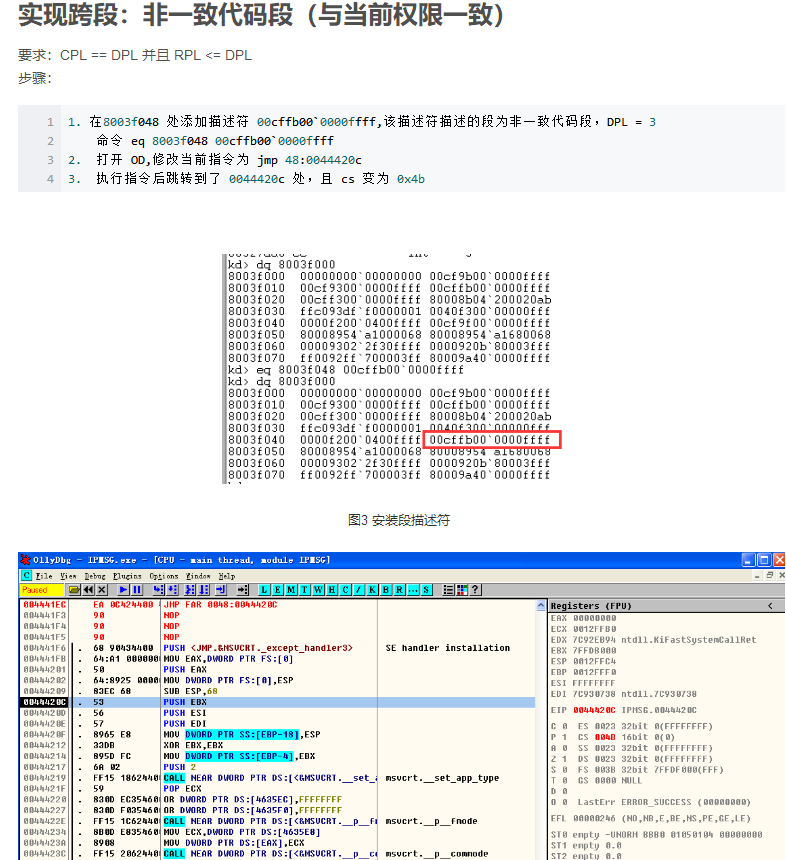 实现跨段：非一致代码段（与当前权限一致）
要求：CPL == DPL 并且 RPL <= DPL
步骤：
1 1. 在8003f048 处添加描述符 00cffb00`0000ffff,该描述符描述的段为非一致代码段，DPL = 3
2 命令 eq 8003f048 00cffb00`0000ffff
3 2. 打开 OD,修改当前指令为 jmp 48:0044420c
4 3. 执行指令后跳转到了 0044420c 处，且 cs 变为 0x4b
kd> dq 8003f000
8003f000 00000000`00000000 00cf9b00`0000ffff
8003f010 00cf9300`0000ffff 00cffb00`0000ffff
8003f020 00cff300`0000ffff 80008b04`200020ab
8003f030 ffc093df`f0000001 0040f300`00000fff
8003f040 0000f200`0400ffff 00cf9f00`0000ffff
8003f050 80008954`a1000068 80008954`a1680068
8003f060 00009302`2f30ffff 0000920b`80003fff
8003f070 ff0092ff`700003ff 80009a40`0000ffff
kd> eq 8003f048 00cffb00`0000ffff
kd> dq 8003f000
8003f000 00000000`00000000 00cf9b00`0000ffff
8003f010 00cf9300`0000ffff 00cffb00`0000ffff
8003f020 00cff300`0000ffff 80008b04`200020ab
8003f030 ffc093df`f0000001 0040f300`00000fff
8003f040 0000f200`0400ffff 00cffb00`0000ffff
8003f050 80008954`a1000068 80008954`a1680068
8003f060 00009302`2f30ffff 0000920b`80003fff
8003f070 ff0092ff`700003ff 80009a40`0000ffff
图3 安装段描述符
OllyDbg - IPMSG.exe - [CPU - main thread, module IPMSG]
C File View Debug Plugins Options Window Help
Paused L E M T W H C / K B R ... S ?
004441EC EA 0C424400 JMP FAR 0048:0044420C
004441F3 90 NOP
004441F4 90 NOP
004441F5 90 NOP
004441F6 . 68 90434400 PUSH <JMP.&MSVCRT._except_handler3> SE handler installation
004441FB . 64:A1 000000 MOV EAX,DWORD PTR FS:[0]
00444201 . 50 PUSH EAX
00444202 . 64:8925 0000 MOV DWORD PTR FS:[0],ESP
00444209 . 83EC 68 SUB ESP,68
0044420C . 53 PUSH EBX
0044420D . 56 PUSH ESI
0044420E . 57 PUSH EDI
0044420F . 8965 E8 MOV DWORD PTR SS:[EBP-18],ESP
00444212 . 33DB XOR EBX,EBX
00444214 . 895D FC MOV DWORD PTR SS:[EBP-4],EBX
00444217 . 6A 02 PUSH 2
00444219 . FF15 18624400 CALL NEAR DWORD PTR DS:[<&MSVCRT.__set_a msvcrt.__set_app_type
0044421F . 59 POP ECX
00444220 . 830D EC354600 OR DWORD PTR DS:[4635EC],FFFFFFFF
00444227 . 830D F0354600 OR DWORD PTR DS:[4635F0],FFFFFFFF
0044422E . FF15 1C624400 CALL NEAR DWORD PTR DS:[<&MSVCRT.__p__fm msvcrt.__p__fmode
00444234 . 8B0D E8354600 MOV ECX,DWORD PTR DS:[4635E8]
0044423A . 8908 MOV DWORD PTR DS:[EAX],ECX
0044423C . FF15 20624400 CALL NEAR DWORD PTR DS:[<&MSVCRT.__p__co msvcrt.__p__commode
Registers (FPU) <
EAX 00000000
ECX 0012FFB0
EDX 7C92EB94 ntdll.KiFastSystemCallRet
EBX 7FFDB000
ESP 0012FFC4
EBP 0012FFF0
ESI FFFFFFFF
EDI 7C930738 ntdll.7C930738
EIP 0044420C IPMSG.0044420C
C 0 ES 0023 32bit 0(FFFFFFFF)
P 1 CS 004B 16bit 0(0)
A 0 SS 0023 32bit 0(FFFFFFFF)
Z 1 DS 0023 32bit 0(FFFFFFFF)
S 0 FS 003B 32bit 7FFDF000(FFF)
T 0 GS 0000 NULL
D 0
O 0 LastErr ERROR_SUCCESS (00000000)
EFL 00000246 (NO,NB,E,BE,NS,PE,GE,LE)
ST0 empty -UNORM BBB0 01050104 00000000
ST1 empty 0.0
ST2 empty 0.0